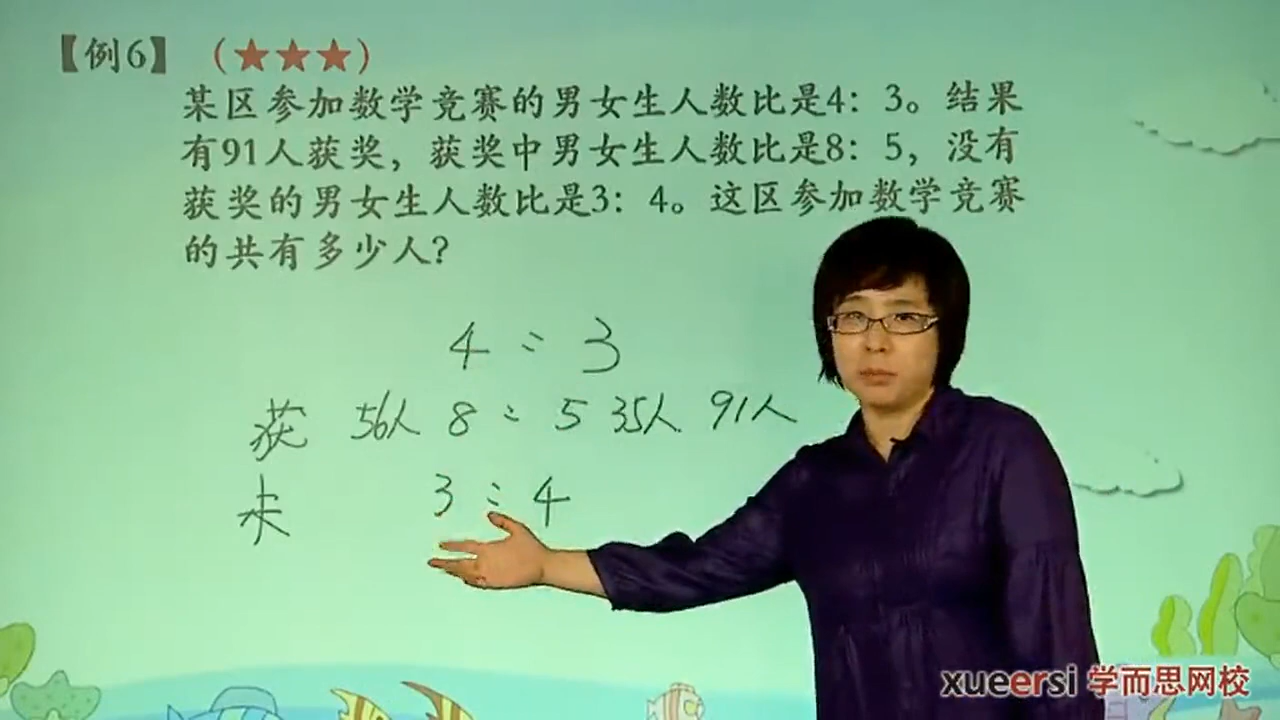 【例6】（★★★）
某区参加数学竞赛的男女生人数比是4：3。结果
有91人获奖，获奖中男女生人数比是8：5，没有
获奖的男女生人数比是3：4。这区参加数学竞赛
的共有多少人？
4:3
获 56人 8:5 35人 91人
未 3:4
xueersi 学而思网校